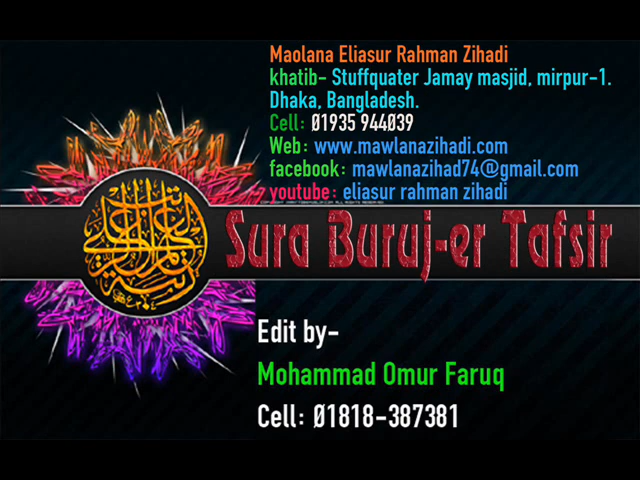 Maolana Eliasur Rahman Zihadi
khatib- Stuffquater Jamay masjid, mirpur-1.
Dhaka, Bangladesh.
Cell: 01935 944039
Web: www.mawlanazihadi.com
facebook: mawlanazihad74@gmail.com
youtube: eliasur rahman zihadi
Sura Buruj-er Tafsir
Edit by-
Mohammad Omur Faruq
Cell: 01818-387381